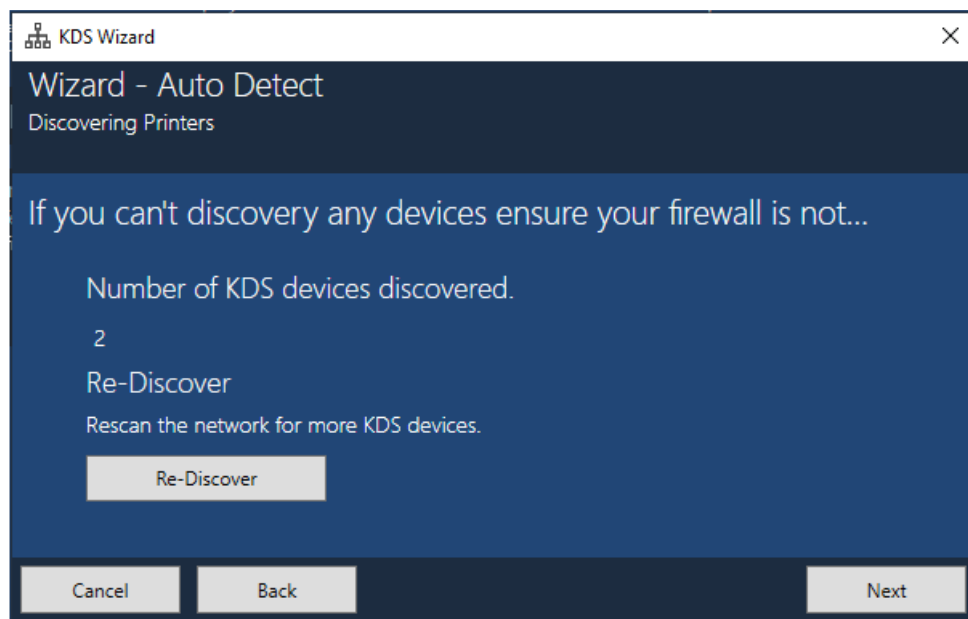 KDS Wizard
Wizard - Auto Detect
Discovering Printers
If you can't discovery any devices ensure your firewall is not...
Number of KDS devices discovered.
2
Re-Discover
Rescan the network for more KDS devices.
Re-Discover
Cancel Back Next